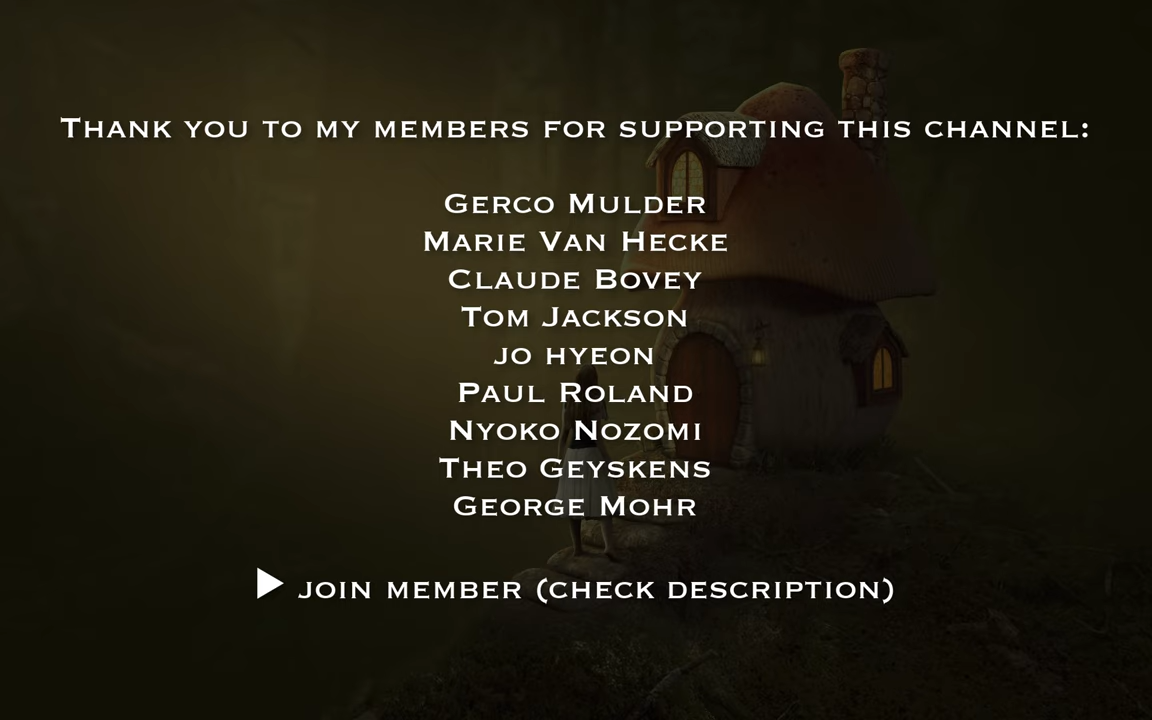 Thank you to my members for supporting this channel:
Gerco Mulder
Marie Van Hecke
Claude Bovey
Tom Jackson
jo hyeon
Paul Roland
Nyoko Nozomi
Theo Geyskens
George Mohr
▶ join member (check description)